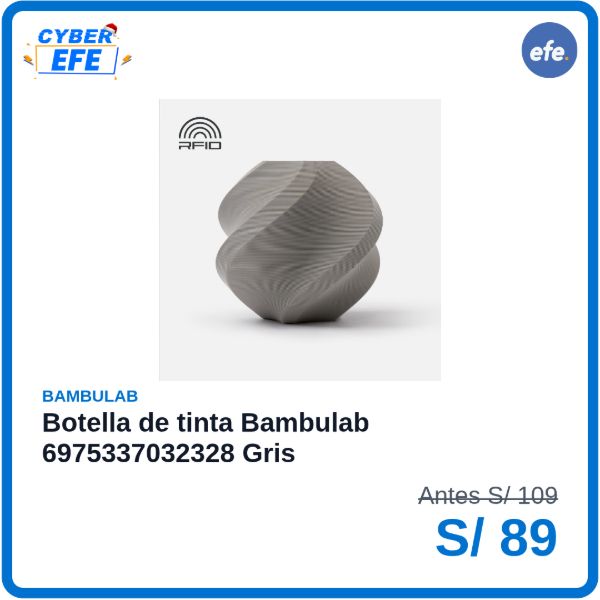 CYBER
EFE
efe.
RFID
BAMBULAB
Botella de tinta Bambulab
6975337032328 Gris
Antes S/ 109
S/ 89